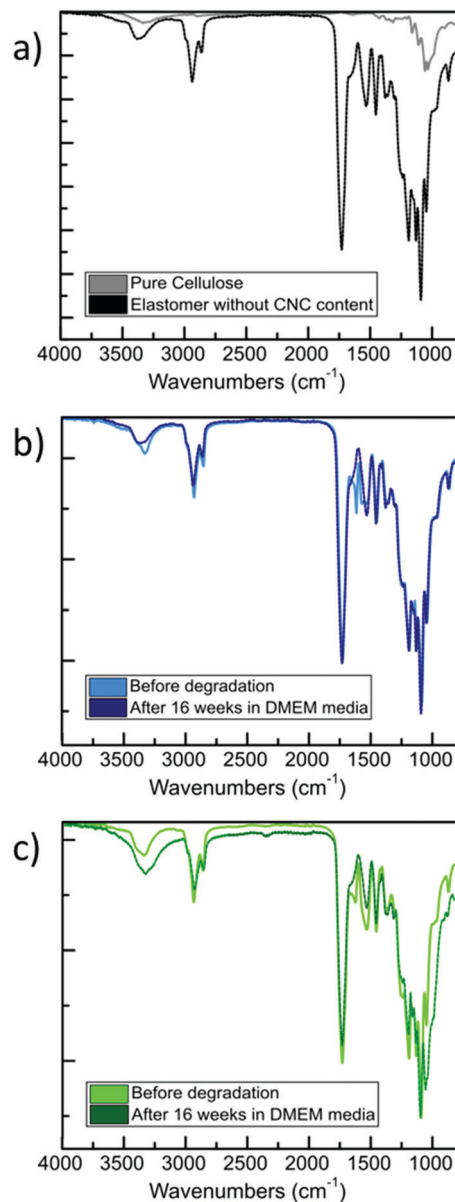 a)
Pure Cellulose
Elastomer without CNC content
4000 3500 3000 2500 2000 1500 1000
Wavenumbers (cm⁻¹)
b)
Before degradation
After 16 weeks in DMEM media
4000 3500 3000 2500 2000 1500 1000
Wavenumbers (cm⁻¹)
c)
Before degradation
After 16 weeks in DMEM media
4000 3500 3000 2500 2000 1500 1000
Wavenumbers (cm⁻¹)